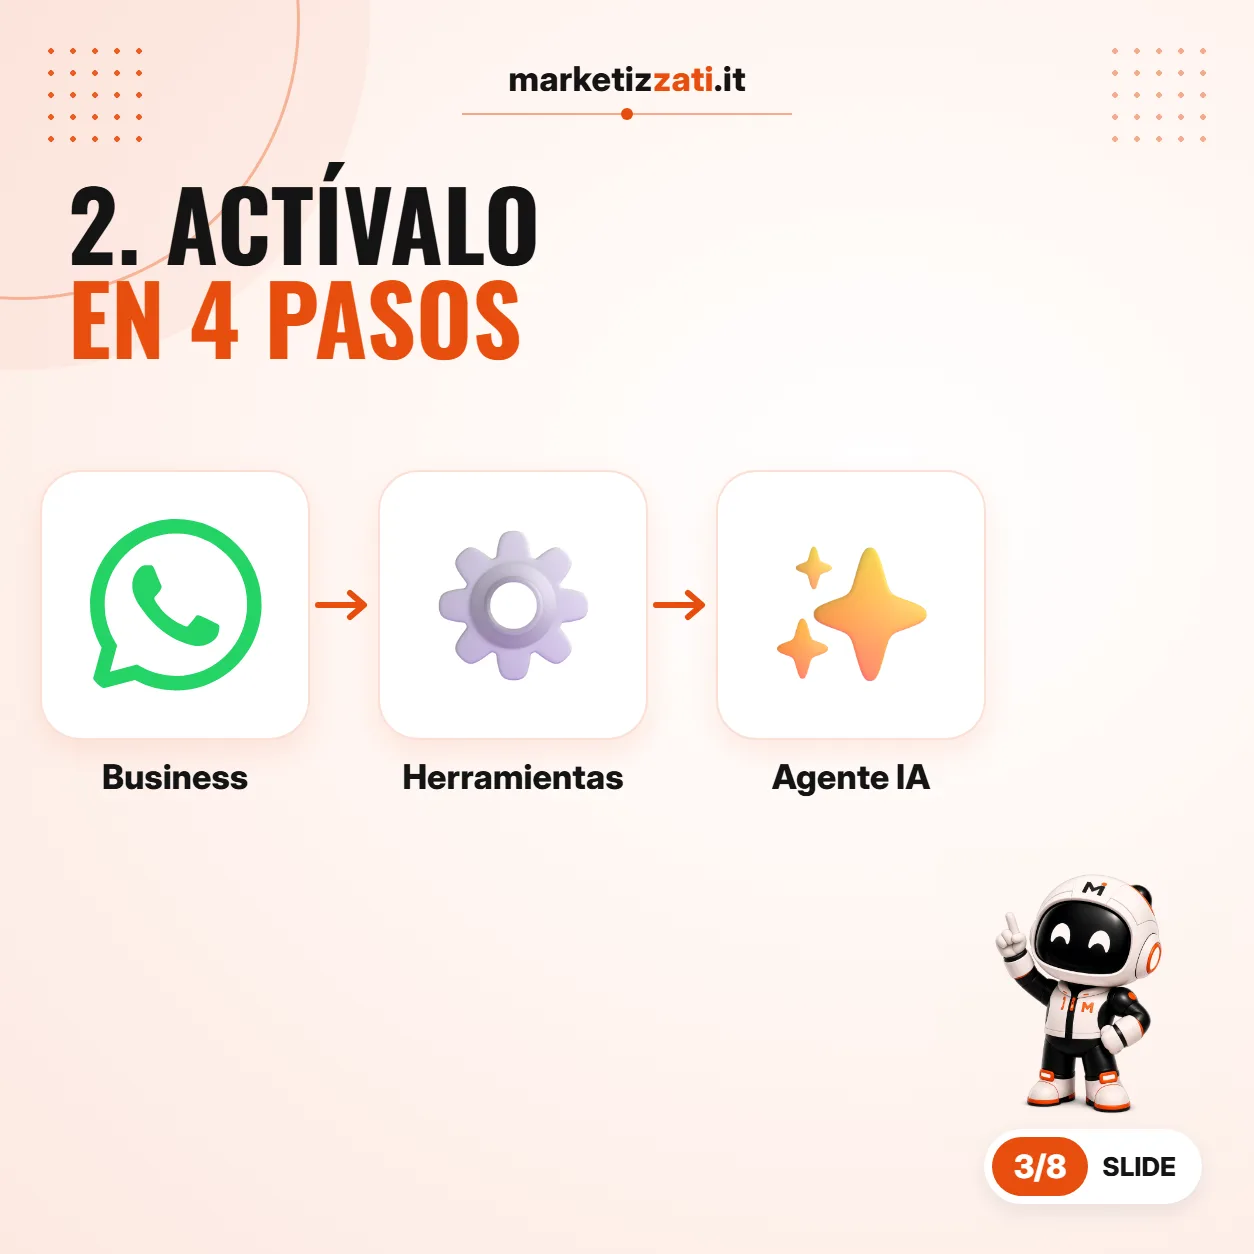 marketizzati.it
2. ACTÍVALO
EN 4 PASOS
Business
Herramientas
Agente IA
M
M
3/8 SLIDE